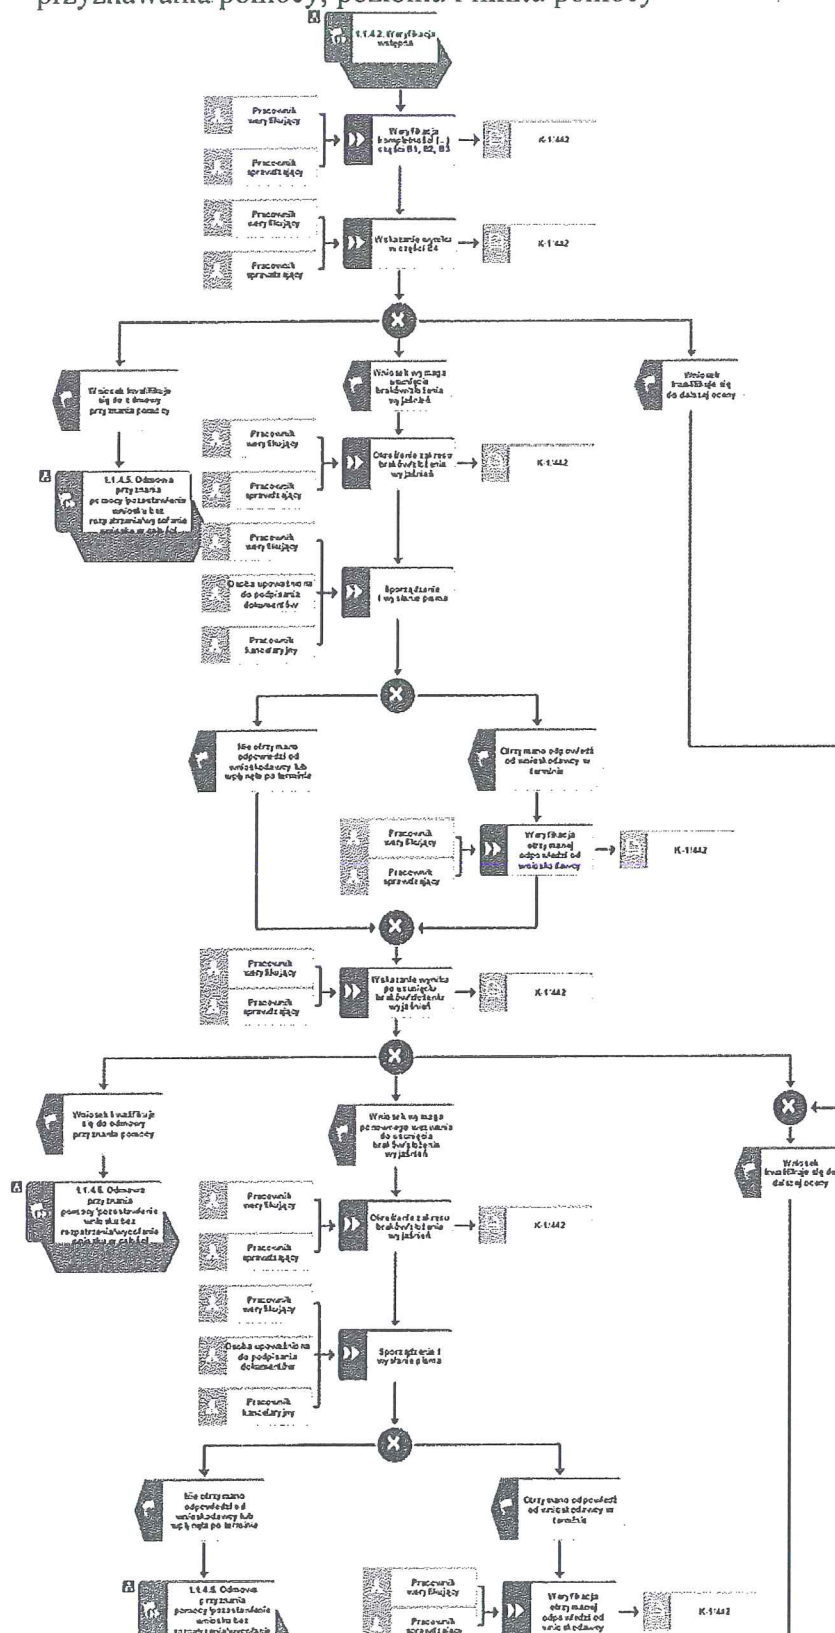 przyznawania pomocy, poziomu i limitu pomocy
1.1.4.2. Weryfikacja
wstępna
Pracownik
weryfikujący
Pracownik
sprawdzający
Weryfikacja
kompletności (...)
części B1, B2, B3
K-1/442
Pracownik
weryfikujący
Pracownik
sprawdzający
Wskazanie wyniku
w części B4
K-1/442
Wniosek kwalifikuje
się do odmowy
przyznania pomocy
Wniosek wymaga
usunięcia
braków/złożenia
wyjaśnień
Wniosek
kwalifikuje się
do dalszej oceny
1.1.4.5. Odmowa
przyznania
pomocy/pozostawienie
wniosku bez
rozpatrzenia/wycofanie
wniosku w całości
Pracownik
weryfikujący
Pracownik
sprawdzający
Określenie zakresu
braków/złożenia
wyjaśnień
K-1/442
Pracownik
weryfikujący
Osoba upoważniona
do podpisania
dokumentów
Pracownik
kancelaryjny
Sporządzenie
i wysłanie pisma
Nie otrzymano
odpowiedzi od
wnioskodawcy lub
wpłynęła po terminie
Otrzymano odpowiedź
od wnioskodawcy w
terminie
Pracownik
weryfikujący
Pracownik
sprawdzający
Weryfikacja
otrzymanej
odpowiedzi od
wnioskodawcy
K-1/442
Pracownik
weryfikujący
Pracownik
sprawdzający
Wskazanie wyniku
po usunięciu
braków/złożeniu
wyjaśnień
K-1/442
Wniosek kwalifikuje
się do odmowy
przyznania pomocy
Wniosek wymaga
ponownego wezwania
do usunięcia
braków/złożenia
wyjaśnień
Wniosek
kwalifikuje się do
dalszej oceny
1.1.4.5. Odmowa
przyznania
pomocy/pozostawienie
wniosku bez
rozpatrzenia/wycofanie
wniosku w całości
Pracownik
weryfikujący
Pracownik
sprawdzający
Określenie zakresu
braków/złożenia
wyjaśnień
K-1/442
Pracownik
weryfikujący
Osoba upoważniona
do podpisania
dokumentów
Pracownik
kancelaryjny
Sporządzenie i
wysłanie pisma
Nie otrzymano
odpowiedzi od
wnioskodawcy lub
wpłynęła po terminie
Otrzymano odpowiedź
od wnioskodawcy w
terminie
1.1.4.5. Odmowa
przyznania
pomocy/pozostawienie
wniosku bez
rozpatrzenia/wycofanie
Pracownik
weryfikujący
Pracownik
sprawdzający
Weryfikacja
otrzymanej
odpowiedzi od
wnioskodawcy
K-1/442